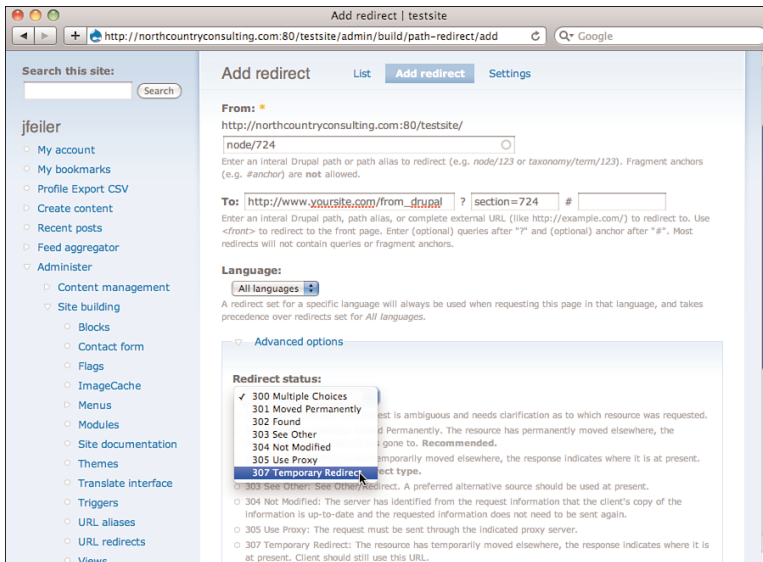 Add redirect | testsite
http://northcountryconsulting.com:80/testsite/admin/build/path-redirect/add
Google
Search this site:
Search
jfeiler
My account
My bookmarks
Profile Export CSV
Create content
Recent posts
Feed aggregator
Administer
Content management
Site building
Blocks
Contact form
Flags
ImageCache
Menus
Modules
Site documentation
Themes
Translate interface
Triggers
URL aliases
URL redirects
Views
Add redirect List Add redirect Settings
From: *
http://northcountryconsulting.com:80/testsite/
node/724
Enter an interal Drupal path or path alias to redirect (e.g. node/123 or taxonomy/term/123). Fragment anchors
(e.g. #anchor) are not allowed.
To: http://www.yoursite.com/from_drupal ? section=724 #
Enter an interal Drupal path, path alias, or complete external URL (like http://example.com/) to redirect to. Use
<front> to redirect to the front page. Enter (optional) queries after "?" and (optional) anchor after "#". Most
redirects will not contain queries or fragment anchors.
Language:
All languages
A redirect set for a specific language will always be used when requesting this page in that language, and takes
precedence over redirects set for All languages.
Advanced options
Redirect status:
✓ 300 Multiple Choices
301 Moved Permanently
302 Found
303 See Other
304 Not Modified
305 Use Proxy
307 Temporary Redirect
est is ambiguous and needs clarification as to which resource was requested.
d Permanently. The resource has permanently moved elsewhere, the
s gone to. Recommended.
emporarily moved elsewhere, the response indicates where it is at present.
ect type.
303 See Other: See Other/Redirect. A preferred alternative source should be used at present.
304 Not Modified: The server has identified from the request information that the client's copy of the
information is up-to-date and the requested information does not need to be sent again.
305 Use Proxy: The request must be sent through the indicated proxy server.
307 Temporary Redirect: The resource has temporarily moved elsewhere, the response indicates where it is
at present. Client should still use this URL.